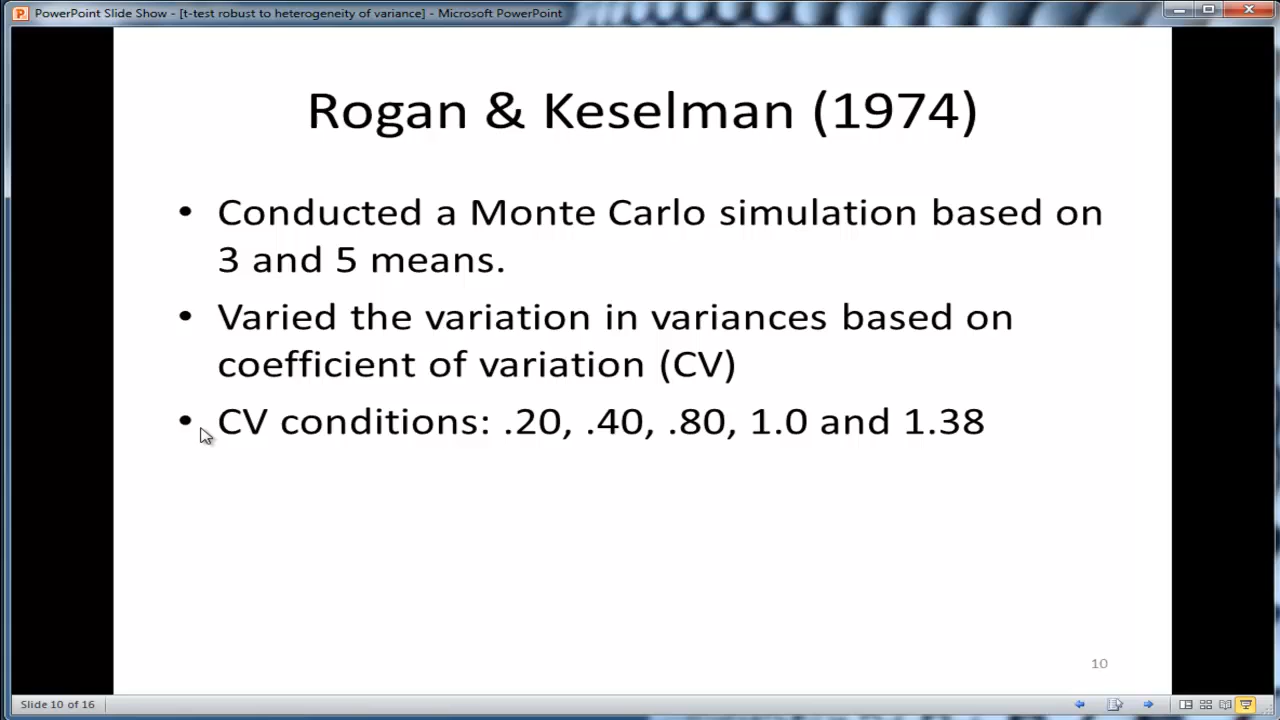 PowerPoint Slide Show - [t-test robust to heterogeneity of variance] - Microsoft PowerPoint
Rogan & Keselman (1974)
• Conducted a Monte Carlo simulation based on
3 and 5 means.
• Varied the variation in variances based on
coefficient of variation (CV)
• CV conditions: .20, .40, .80, 1.0 and 1.38
10
Slide 10 of 16